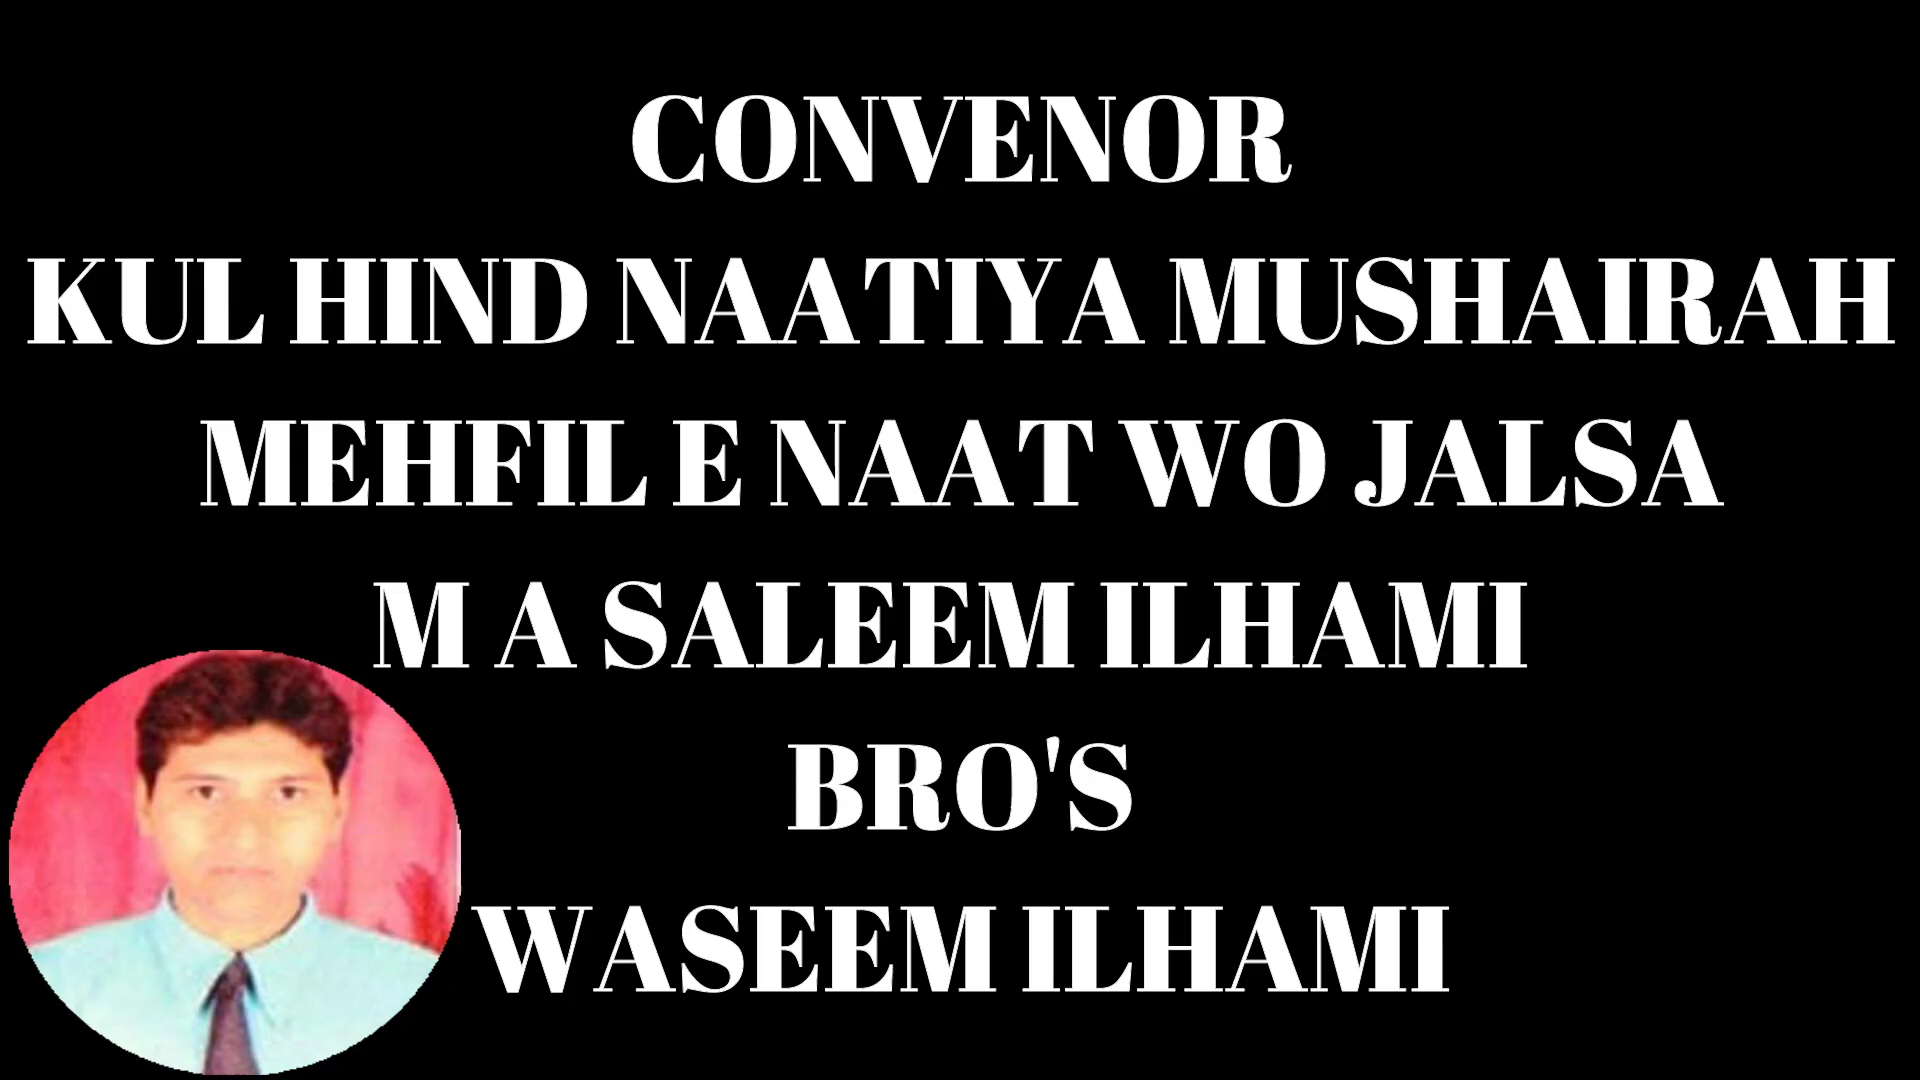 CONVENOR
KUL HIND NAATIYA MUSHAIRAH
MEHFIL E NAAT WO JALSA
M A SALEEM ILHAMI
BRO'S
WASEEM ILHAMI